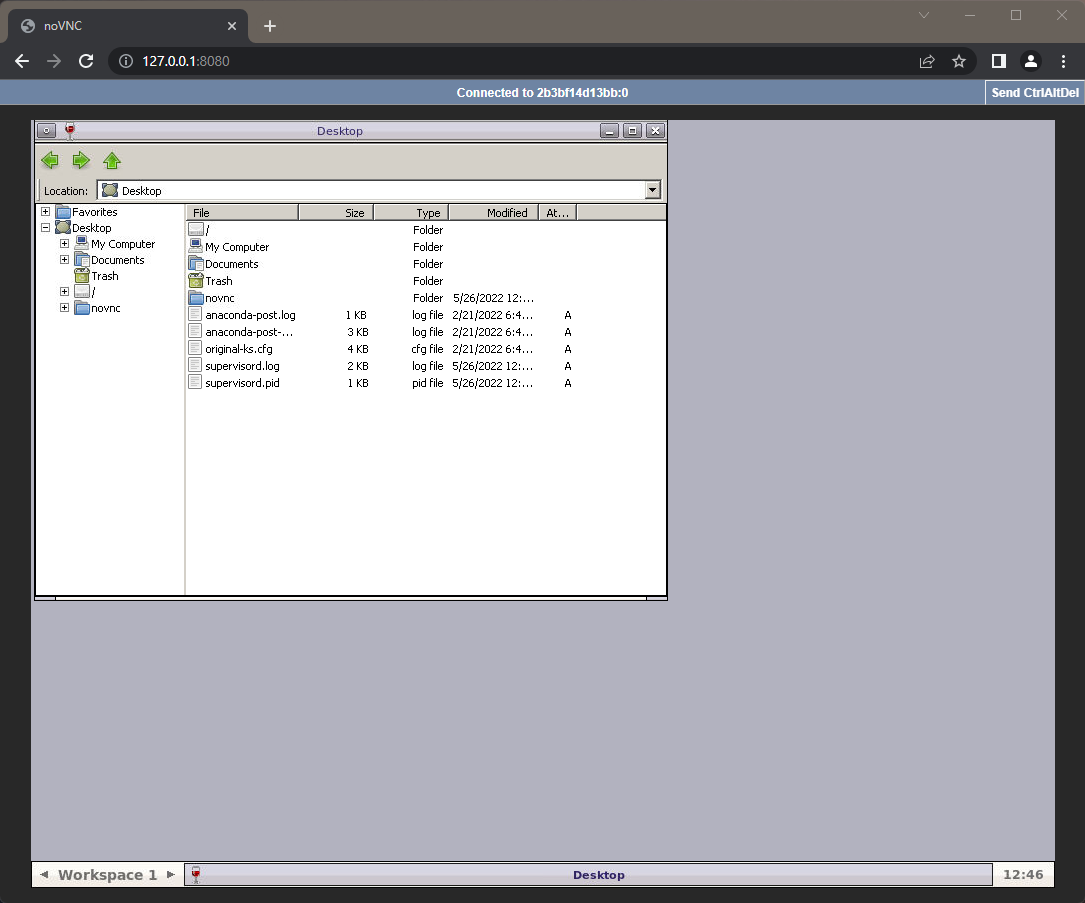 noVNC
127.0.0.1:8080
Connected to 2b3bf14d13bb:0
Send CtrlAltDel
Desktop
Location: Desktop
Favorites
Desktop
My Computer
Documents
Trash
/
novnc
File Size Type Modified At...
/ Folder
My Computer Folder
Documents Folder
Trash Folder
novnc Folder 5/26/2022 12:...
anaconda-post.log 1 KB log file 2/21/2022 6:4... A
anaconda-post-... 3 KB log file 2/21/2022 6:4... A
original-ks.cfg 4 KB cfg file 2/21/2022 6:4... A
supervisord.log 2 KB log file 5/26/2022 12:... A
supervisord.pid 1 KB pid file 5/26/2022 12:... A
Workspace 1
Desktop
12:46